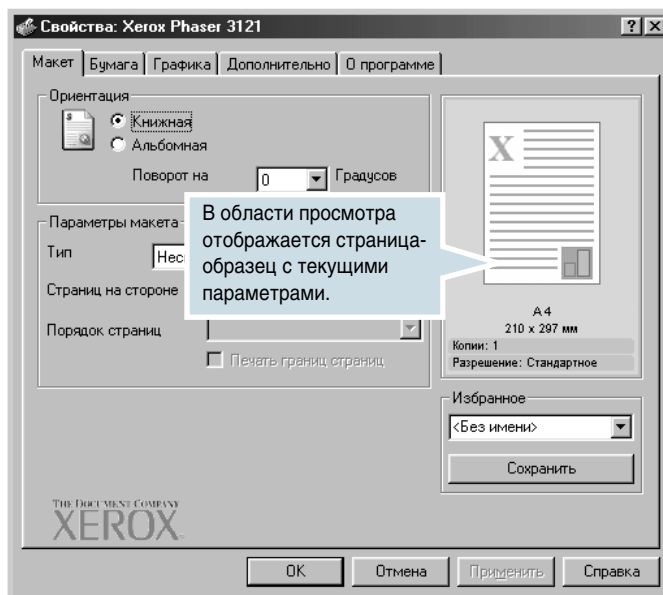 Свойства: Xerox Phaser 3121
Макет Бумага Графика Дополнительно О программе
Ориентация
Книжная
Альбомная
Поворот на 0 Градусов
Параметры макета
Тип
Страниц на стороне
Порядок страниц
Печать границ страниц
В области просмотра
отображается страница-
образец с текущими
параметрами.
X
A4
210 x 297 мм
Копии: 1
Разрешение: Стандартное
Избранное
<Без имени>
Сохранить
THE DOCUMENT COMPANY
XEROX
OK Отмена Применить Справка